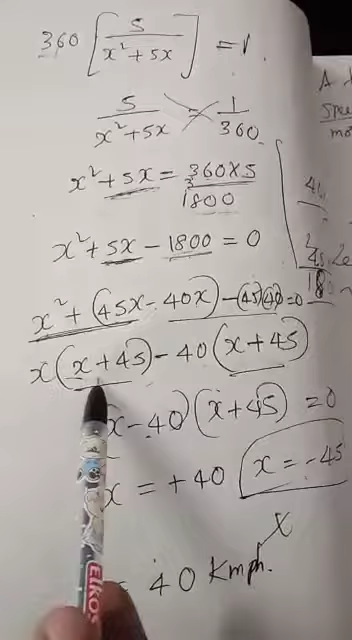 360 [ 5 / x² + 5x ] = 1
5 / x² + 5x = 1 / 360
x² + 5x = 360 × 5
1800
x² + 5x - 1800 = 0
x² + (45x - 40x) - (45)(40) = 0
x (x + 45) - 40 (x + 45)
(x - 40) (x + 45) = 0
x = + 40
x = - 45
X
= 40 Kmph.
Elkos